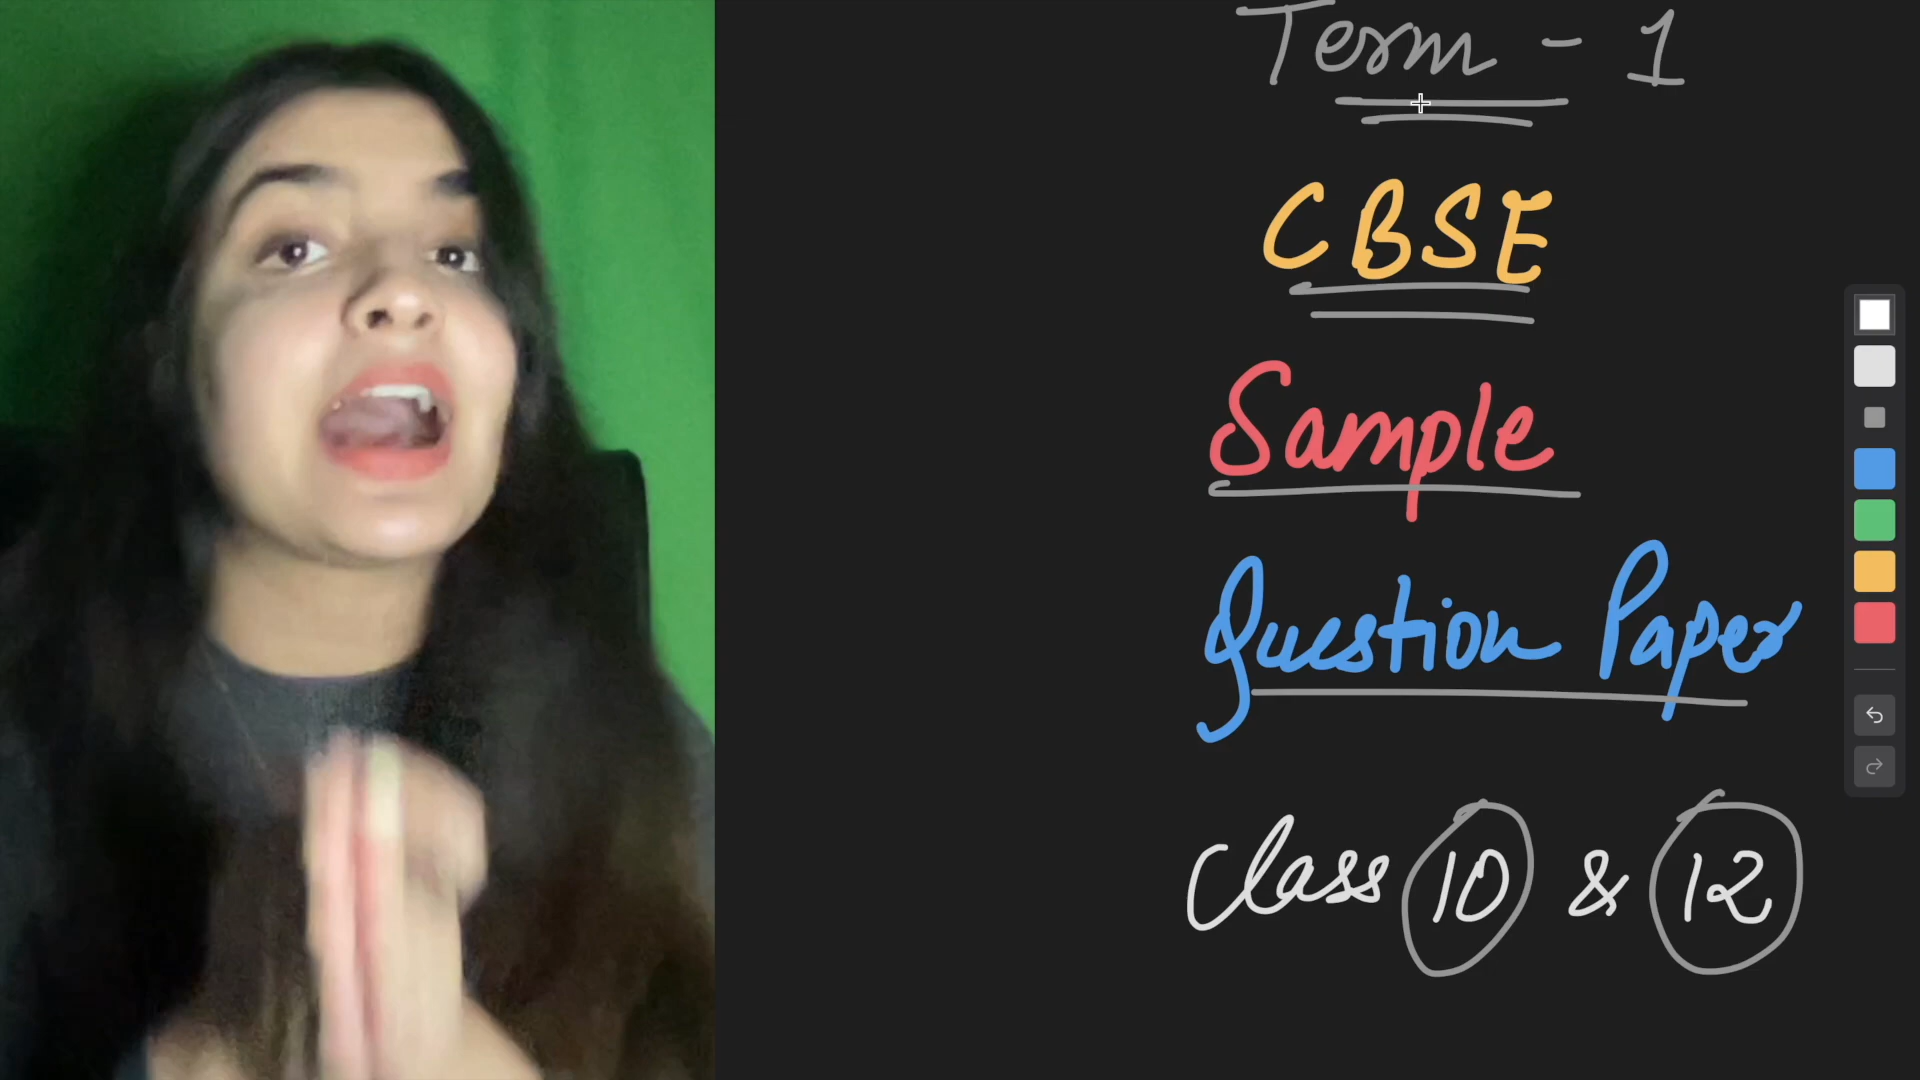 Term - 1
CBSE
Sample
Question Paper
Class 10 & 12